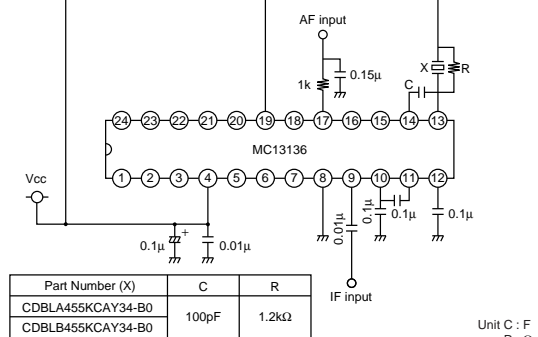 AF input
0.15µ
1k
X
R
C
24 23 22 21 20 19 18 17 16 15 14 13
MC13136
1 2 3 4 5 6 7 8 9 10 11 12
Vcc
0.1µ
+
0.01µ
0.01µ
0.1µ
0.1µ
0.1µ
IF input
Part Number (X) C R
CDBLA455KCAY34-B0 100pF 1.2kΩ
CDBLB455KCAY34-B0
Unit C : F